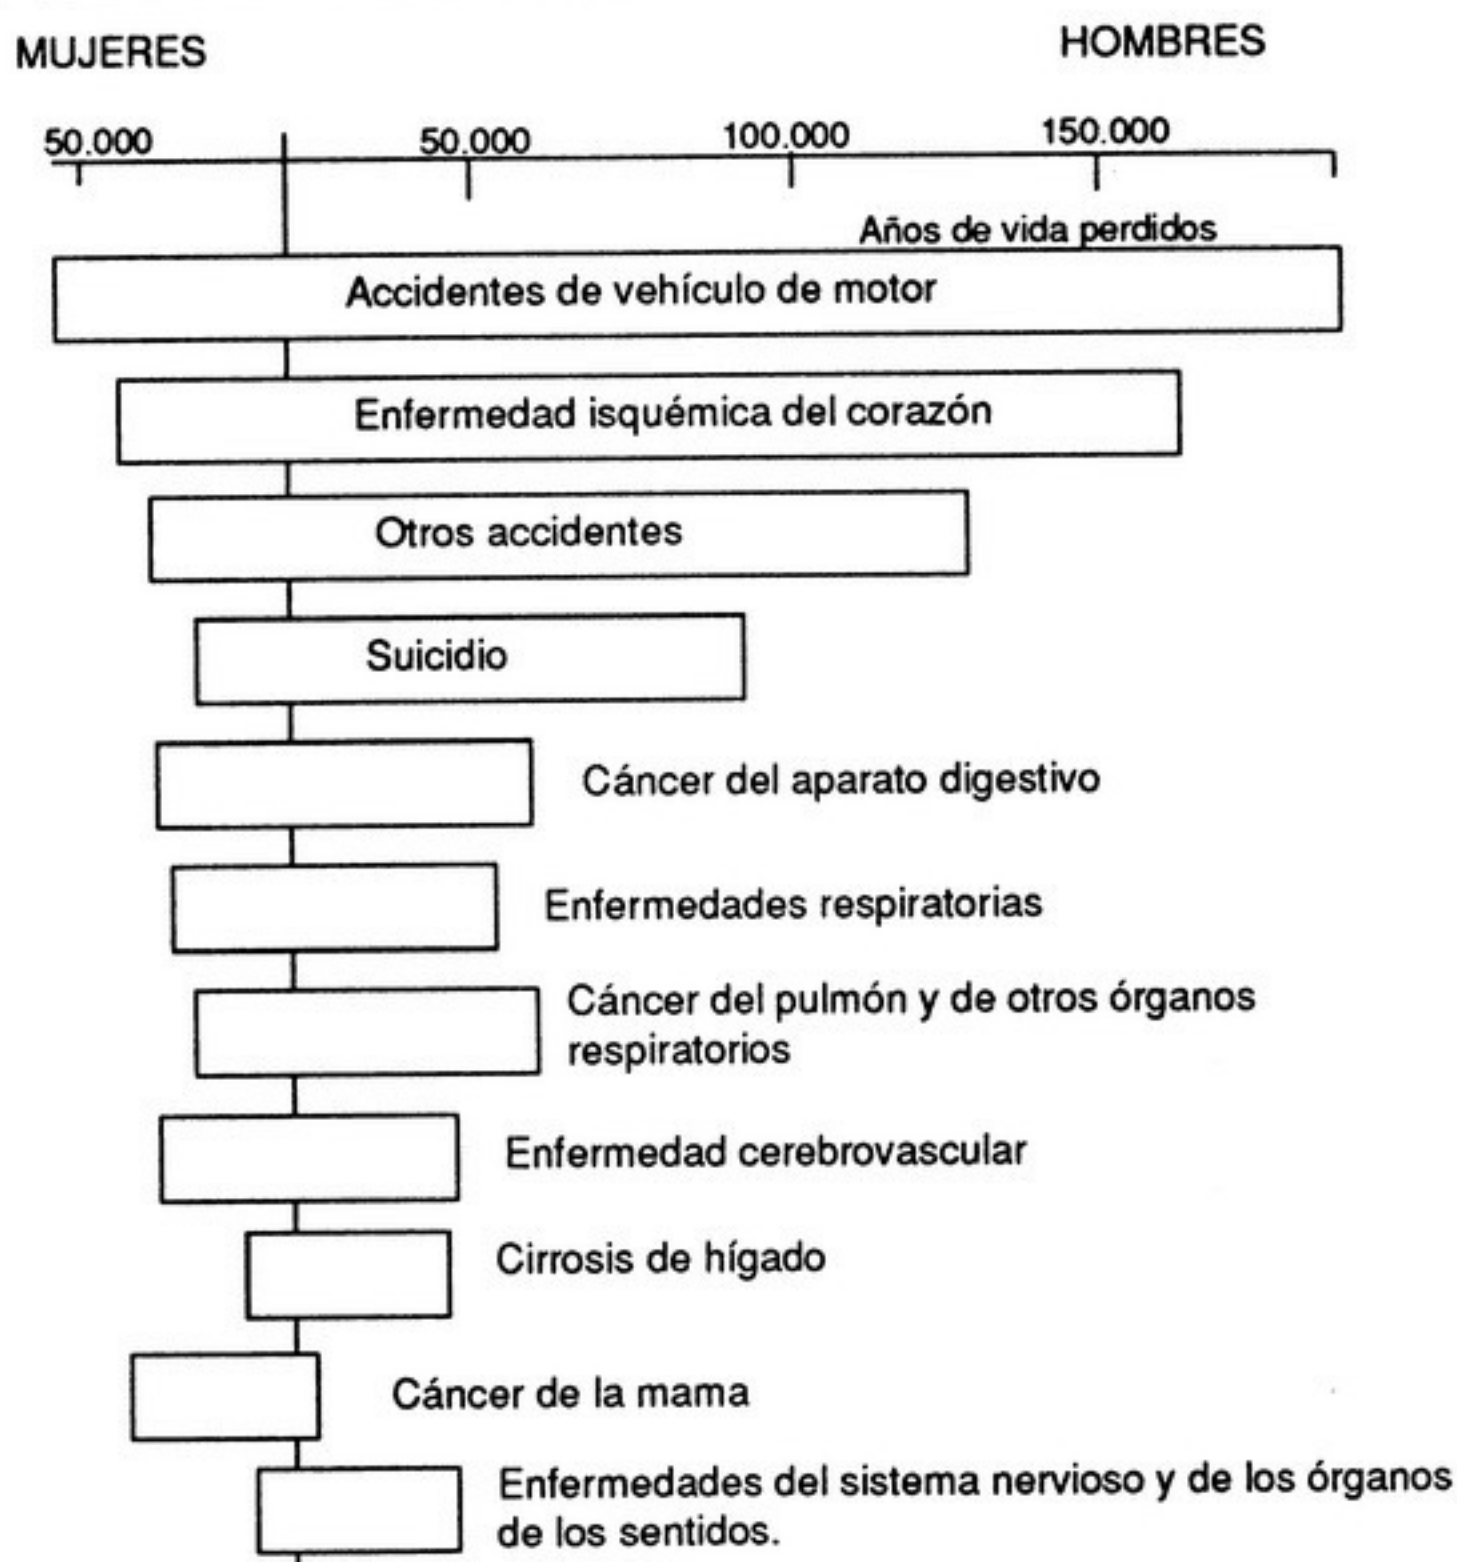 MUJERES
HOMBRES
50.000
50.000
100.000
150.000
Años de vida perdidos
Accidentes de vehículo de motor
Enfermedad isquémica del corazón
Otros accidentes
Suicidio
Cáncer del aparato digestivo
Enfermedades respiratorias
Cáncer del pulmón y de otros órganos
respiratorios
Enfermedad cerebrovascular
Cirrosis de hígado
Cáncer de la mama
Enfermedades del sistema nervioso y de los órganos
de los sentidos.